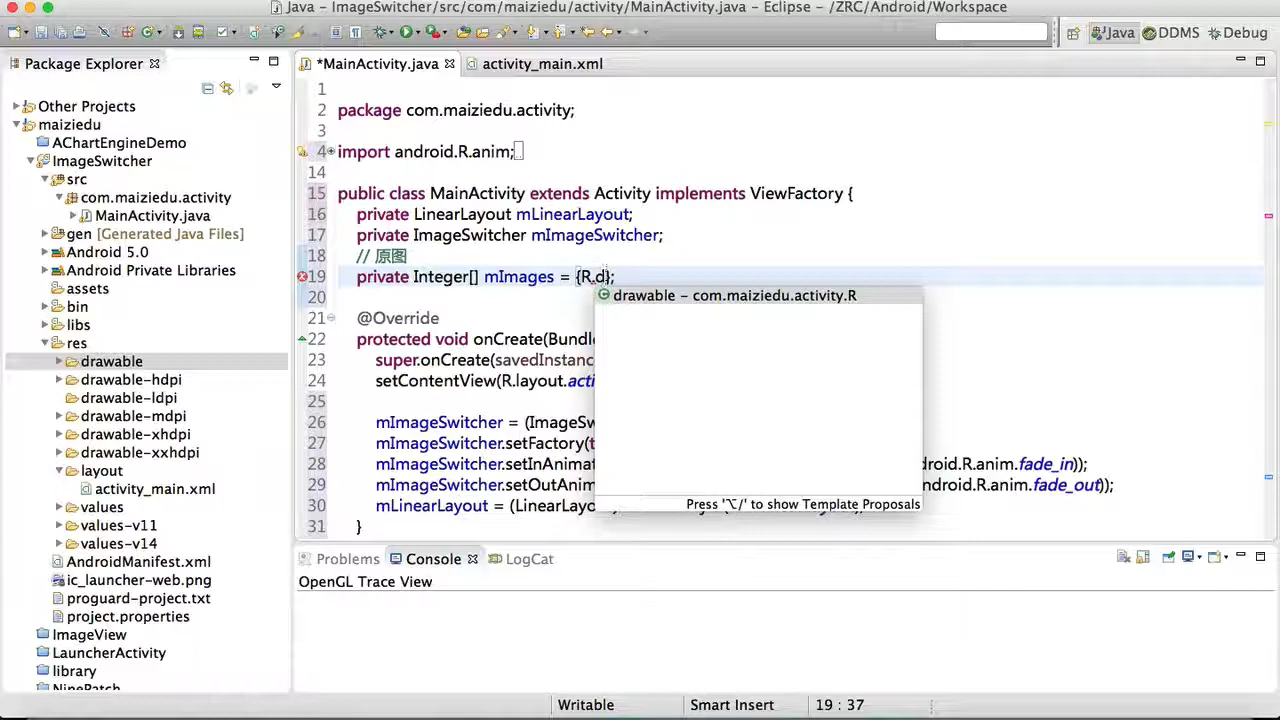 Java - ImageSwitcher/src/com/maiziedu/activity/MainActivity.java - Eclipse - /ZRC/Android/Workspace
Java DDMS Debug
Package Explorer
*MainActivity.java
activity_main.xml
Other Projects
maiziedu
AChartEngineDemo
ImageSwitcher
src
com.maiziedu.activity
MainActivity.java
gen [Generated Java Files]
Android 5.0
Android Private Libraries
assets
bin
libs
res
drawable
drawable-hdpi
drawable-ldpi
drawable-mdpi
drawable-xhdpi
drawable-xxhdpi
layout
activity_main.xml
values
values-v11
values-v14
AndroidManifest.xml
ic_launcher-web.png
proguard-project.txt
project.properties
ImageView
LauncherActivity
library
NinePatch
1
2 package com.maiziedu.activity;
3
4 import android.R.anim;
14
15 public class MainActivity extends Activity implements ViewFactory {
16 private LinearLayout mLinearLayout;
17 private ImageSwitcher mImageSwitcher;
18 // 原图
19 private Integer[] mImages = {R.d};
20
21 @Override
22 protected void onCreate(Bundle
23 super.onCreate(savedInstanc
24 setContentView(R.layout.acti
25
26 mImageSwitcher = (ImageSw
27 mImageSwitcher.setFactory(t
28 mImageSwitcher.setInAnimat droid.R.anim.fade_in));
29 mImageSwitcher.setOutAnim android.R.anim.fade_out));
30 mLinearLayout = (LinearLayo
31 }
drawable - com.maiziedu.activity.R
Press '⌥/' to show Template Proposals
Problems Console LogCat
OpenGL Trace View
Writable Smart Insert 19 : 37